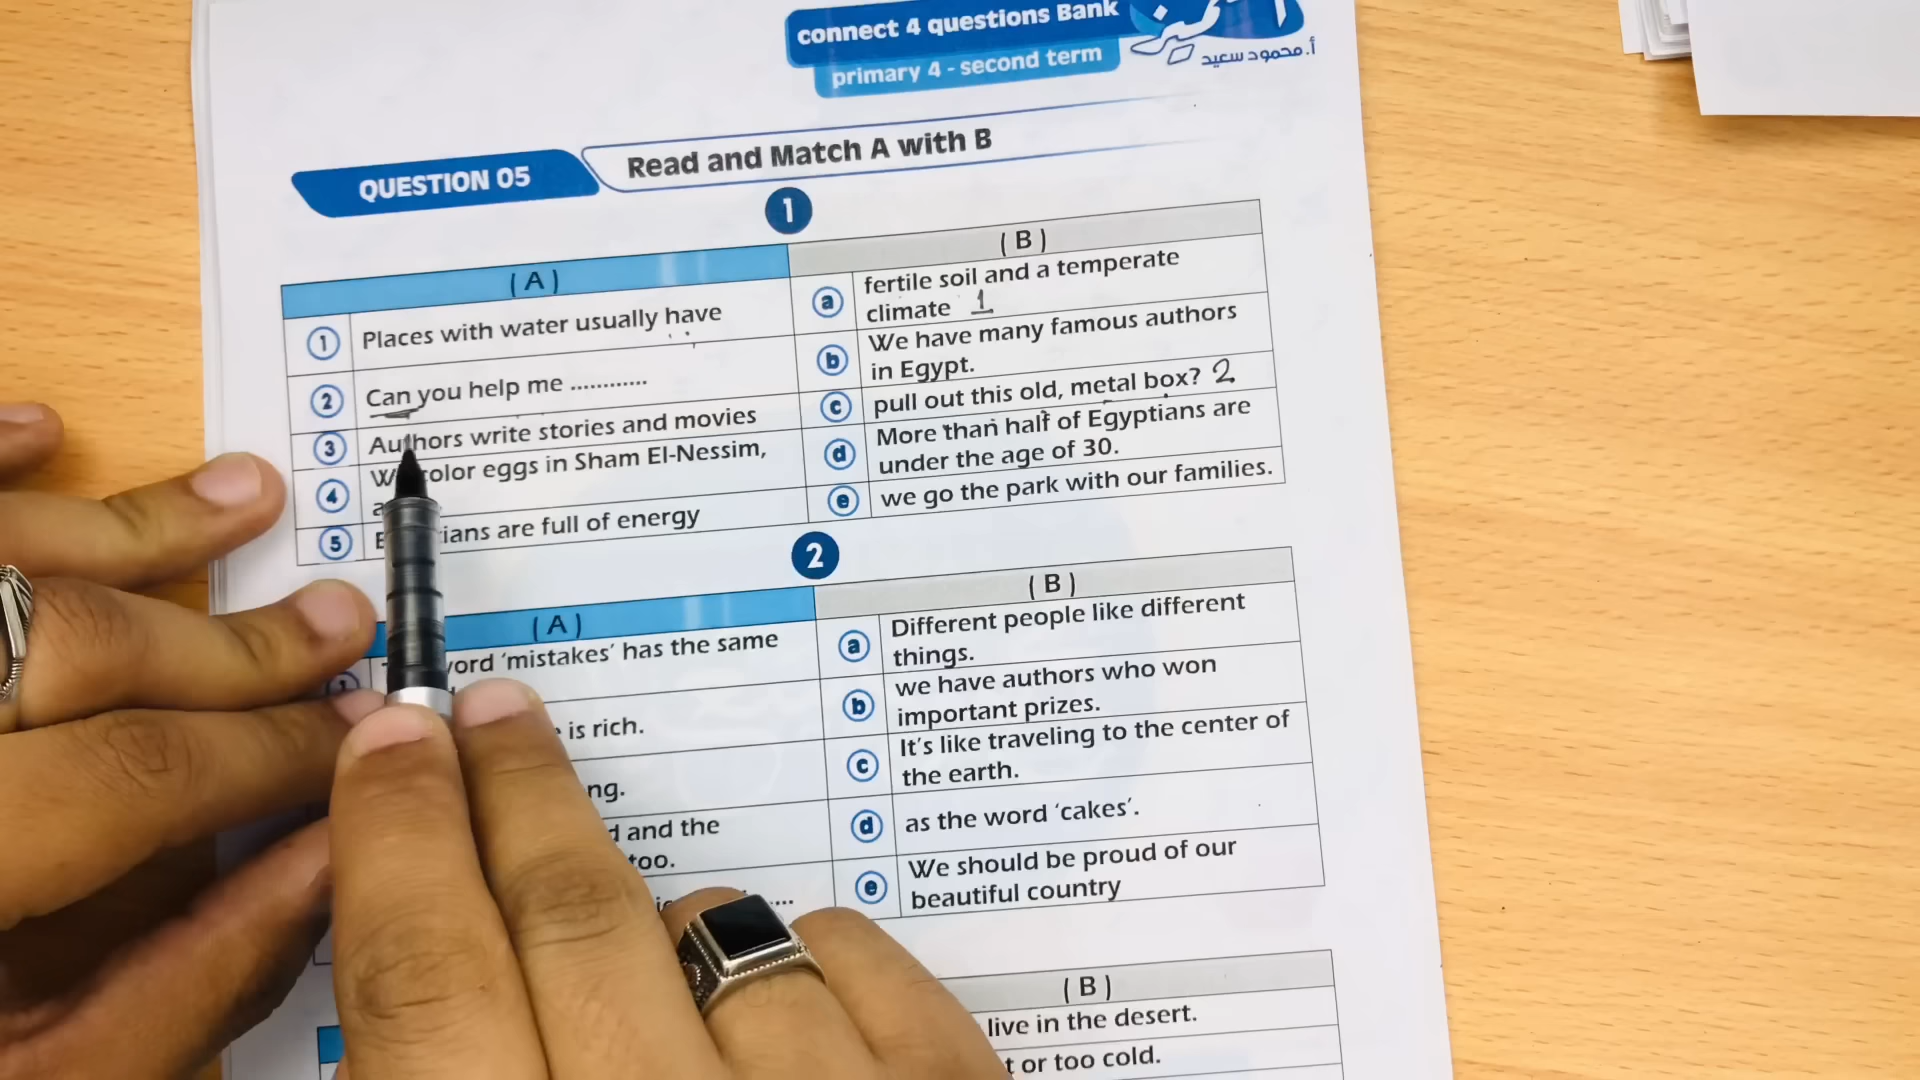 connect 4 questions Bank
primary 4 - second term
أ. محمود سعيد
QUESTION 05
Read and Match A with B
1
( A )
( B )
1 Places with water usually have
a fertile soil and a temperate
climate 1
2 Can you help me ............
b We have many famous authors
in Egypt.
3 Authors write stories and movies
c pull out this old, metal box? 2
4 color eggs in Sham El-Nessim,
d More than half of Egyptians are
under the age of 30.
5 are full of energy
e we go the park with our families.
2
( A )
( B )
1 'mistakes' has the same
a Different people like different
things.
is rich.
b we have authors who won
important prizes.
c It's like traveling to the center of
the earth.
and the
too.
d as the word 'cakes'.
e We should be proud of our
beautiful country
( B )
live in the desert.
or too cold.